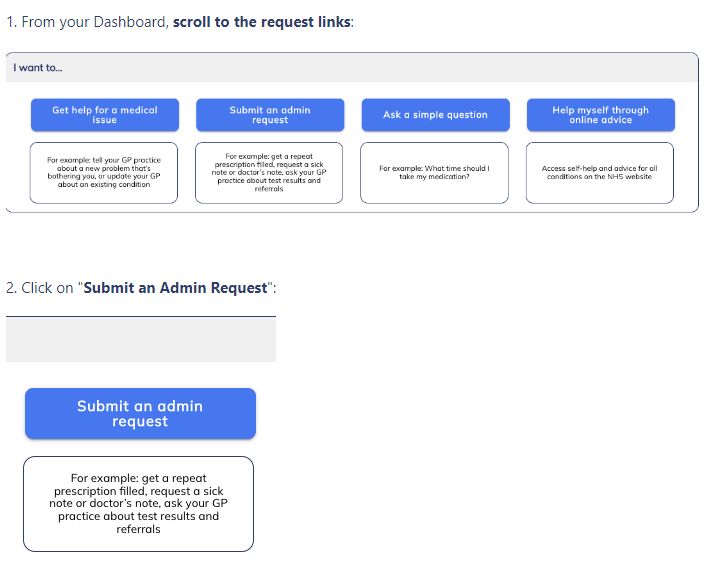 1. From your Dashboard, scroll to the request links:
I want to...
Get help for a medical
issue
Submit an admin
request
Ask a simple question
Help myself through
online advice
For example: tell your GP practice
about a new problem that's
bothering you, or update your GP
about an existing condition
For example: get a repeat
prescription filled, request a sick
note or doctor's note, ask your GP
practice about test results and
referrals
For example: What time should I
take my medication?
Access self-help and advice for all
conditions on the NHS website
2. Click on "Submit an Admin Request":
Submit an admin
request
For example: get a repeat
prescription filled, request a sick
note or doctor's note, ask your GP
practice about test results and
referrals